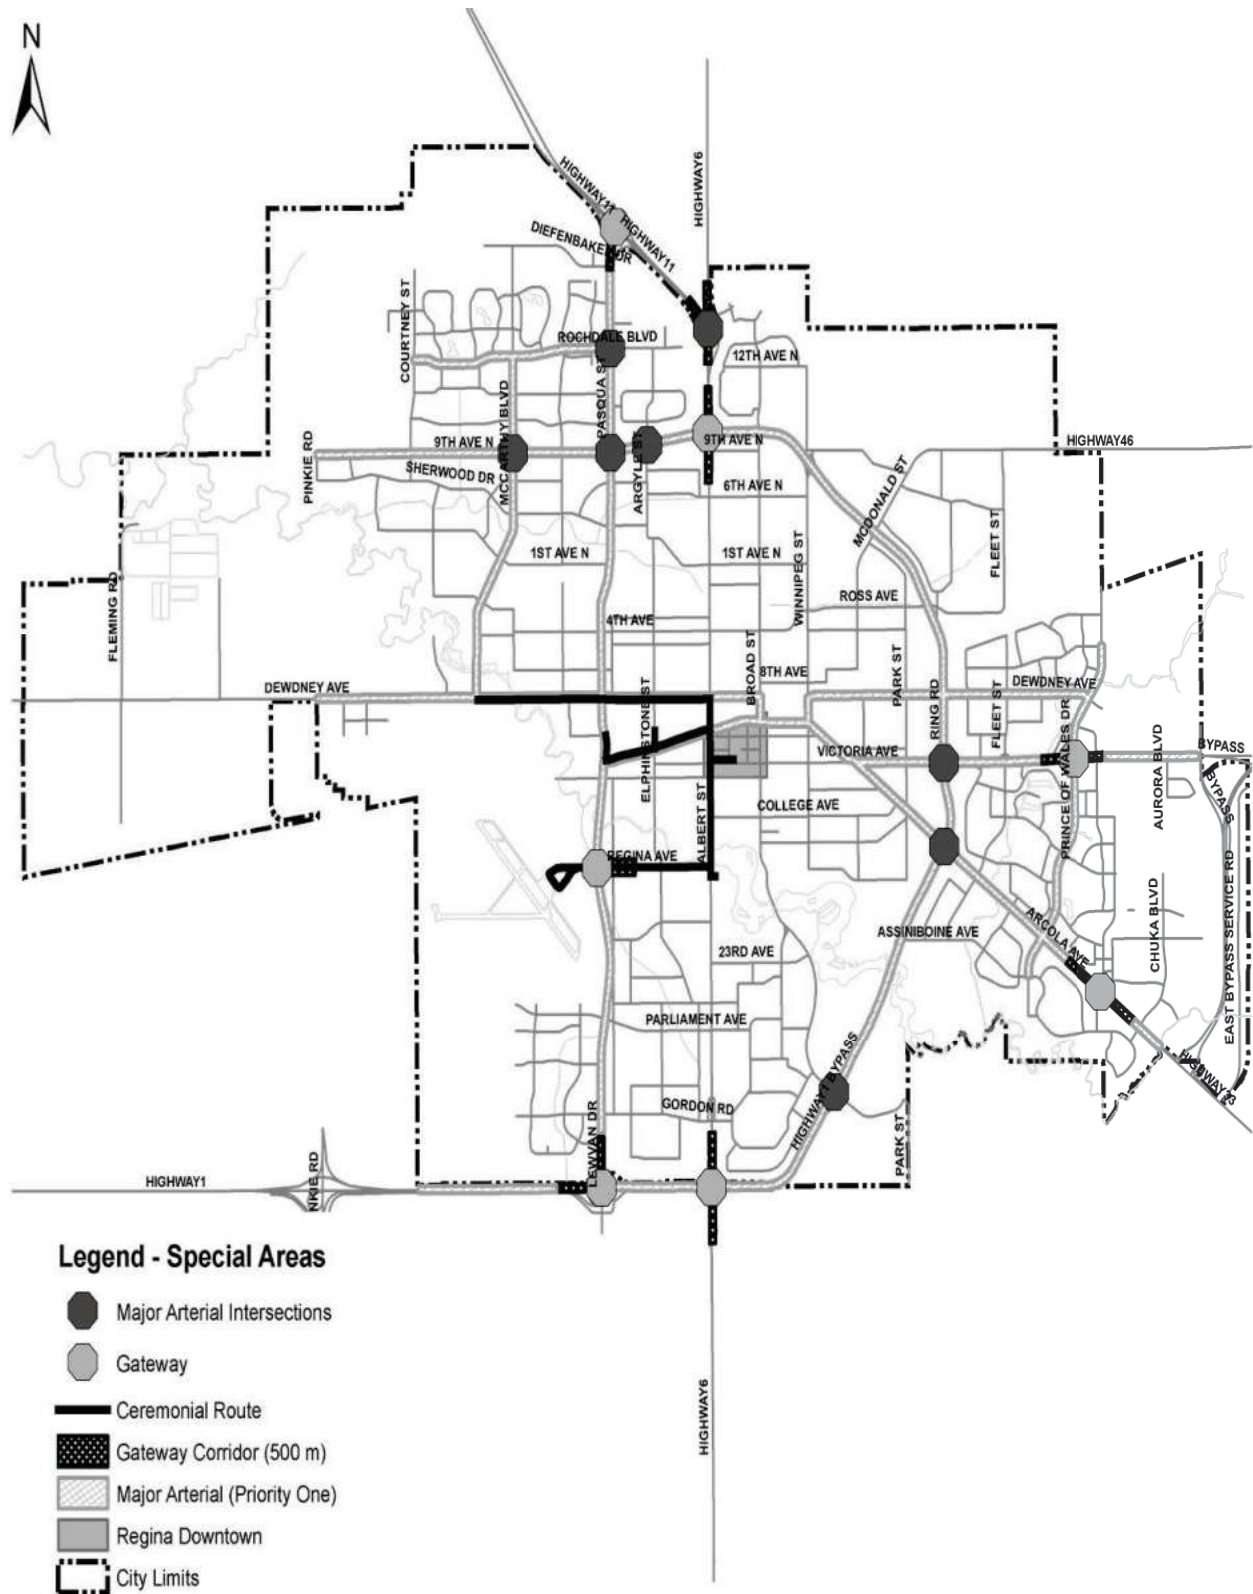 N
HIGHWAY11
HIGHWAY6
HIGHWAY11
DIEFENBAKER DR
COURTNEY ST
ROCHDALE BLVD
12TH AVE N
PASQUA ST
MCCARTHY BLVD
9TH AVE N
9TH AVE N
HIGHWAY46
PINKIE RD
SHERWOOD DR
ARGYLE ST
6TH AVE N
MCDONALD ST
FLEET ST
1ST AVE N
1ST AVE N
WINNIPEG ST
ROSS AVE
FLEMING RD
4TH AVE
BROAD ST
8TH AVE
PARK ST
DEWDNEY AVE
DEWDNEY AVE
ELPHINSTONE ST
RING RD
FLEET ST
PRINCE OF WALES DR
VICTORIA AVE
AURORA BLVD
BYPASS
BYPASS
ALBERT ST
COLLEGE AVE
REGINA AVE
ASSINIBOINE AVE
ARCOLA AVE
CHUKA BLVD
EAST BYPASS SERVICE RD
23RD AVE
PARLIAMENT AVE
HIGHWAY1 BYPASS
HIGHWAY33
GORDON RD
LEWVAN DR
PARK ST
HIGHWAY1
NKIE RD
HIGHWAY6
Legend - Special Areas
Major Arterial Intersections
Gateway
Ceremonial Route
Gateway Corridor (500 m)
Major Arterial (Priority One)
Regina Downtown
City Limits